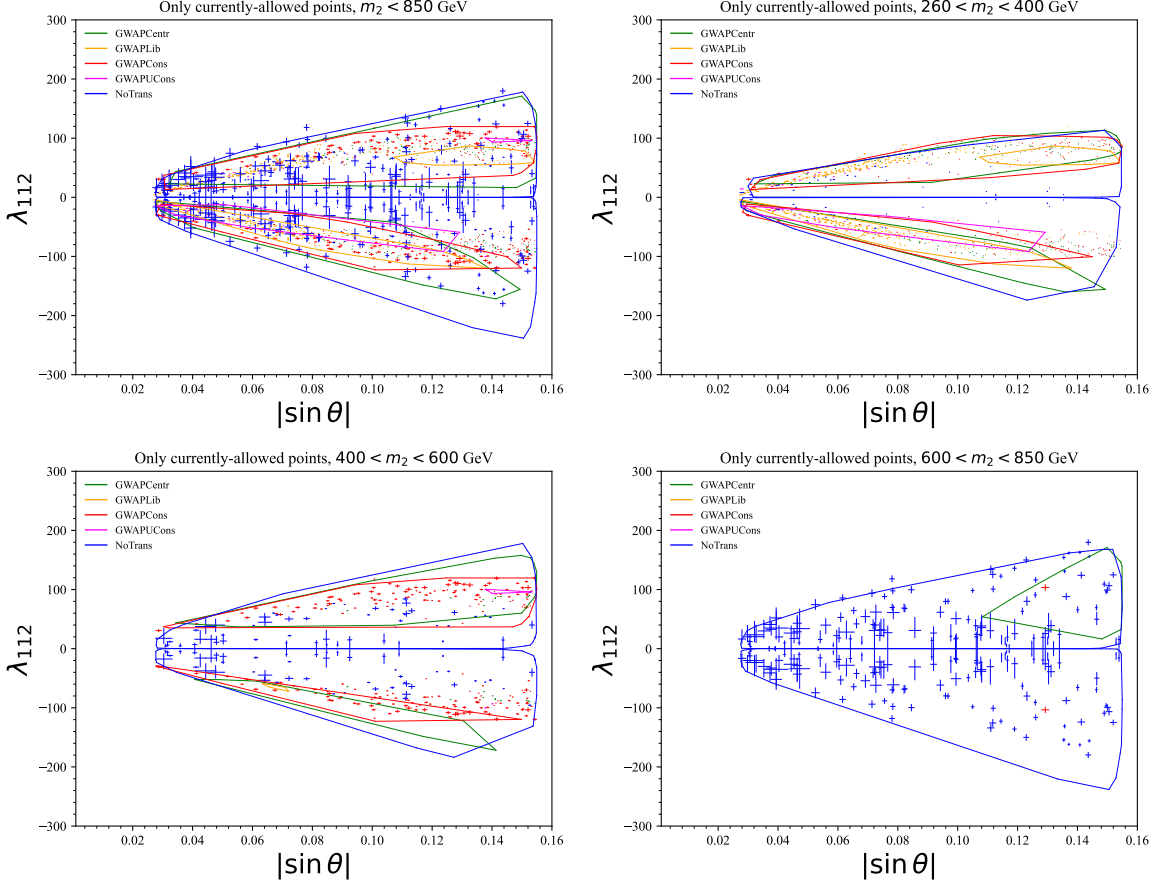 Only currently-allowed points, m₂ < 850 GeV
GWAPCentr
GWAPLib
GWAPCons
GWAPUCons
NoTrans
300
200
100
0
−100
−200
−300
λ₁₁₂
0.02 0.04 0.06 0.08 0.10 0.12 0.14 0.16
|sin θ|
Only currently-allowed points, 260 < m₂ < 400 GeV
GWAPCentr
GWAPLib
GWAPCons
GWAPUCons
NoTrans
300
200
100
0
−100
−200
−300
λ₁₁₂
0.02 0.04 0.06 0.08 0.10 0.12 0.14 0.16
|sin θ|
Only currently-allowed points, 400 < m₂ < 600 GeV
GWAPCentr
GWAPLib
GWAPCons
GWAPUCons
NoTrans
300
200
100
0
−100
−200
−300
λ₁₁₂
0.02 0.04 0.06 0.08 0.10 0.12 0.14 0.16
|sin θ|
Only currently-allowed points, 600 < m₂ < 850 GeV
GWAPCentr
GWAPLib
GWAPCons
GWAPUCons
NoTrans
300
200
100
0
−100
−200
−300
λ₁₁₂
0.02 0.04 0.06 0.08 0.10 0.12 0.14 0.16
|sin θ|